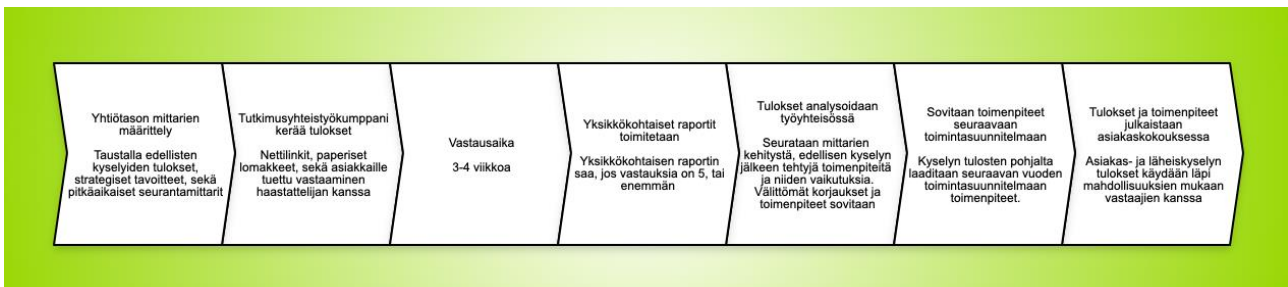 Yhtiötason mittarien
määrittely
Taustalla edellisten
kyselyiden tulokset,
strategiset tavoitteet, sekä
pitkäaikaiset seurantamittarit
Tutkimusyhteistyökumppani
kerää tulokset
Nettilinkit, paperiset
lomakkeet, sekä asiakkaille
tuettu vastaaminen
haastattelijan kanssa
Vastausaika
3-4 viikkoa
Yksikkökohtaiset raportit
toimitetaan
Yksikkökohtaisen raportin
saa, jos vastauksia on 5, tai
enemmän
Tulokset analysoidaan
työyhteisössä
Seurataan mittarien
kehitystä, edellisen kyselyn
jälkeen tehtyjä toimenpiteitä
ja niiden vaikutuksia.
Välittömät korjaukset ja
toimenpiteet sovitaan
Sovitaan toimenpiteet
seuraavaan
toimintasuunnitelmaan
Kyselyn tulosten pohjalta
laaditaan seuraavan vuoden
toimintasuunnitelmaan
toimenpiteet.
Tulokset ja toimenpiteet
julkaistaan
asiakaskokouksessa
Asiakas- ja läheiskyselyn
tulokset käydään läpi
mahdollisuuksien mukaan
vastaajien kanssa